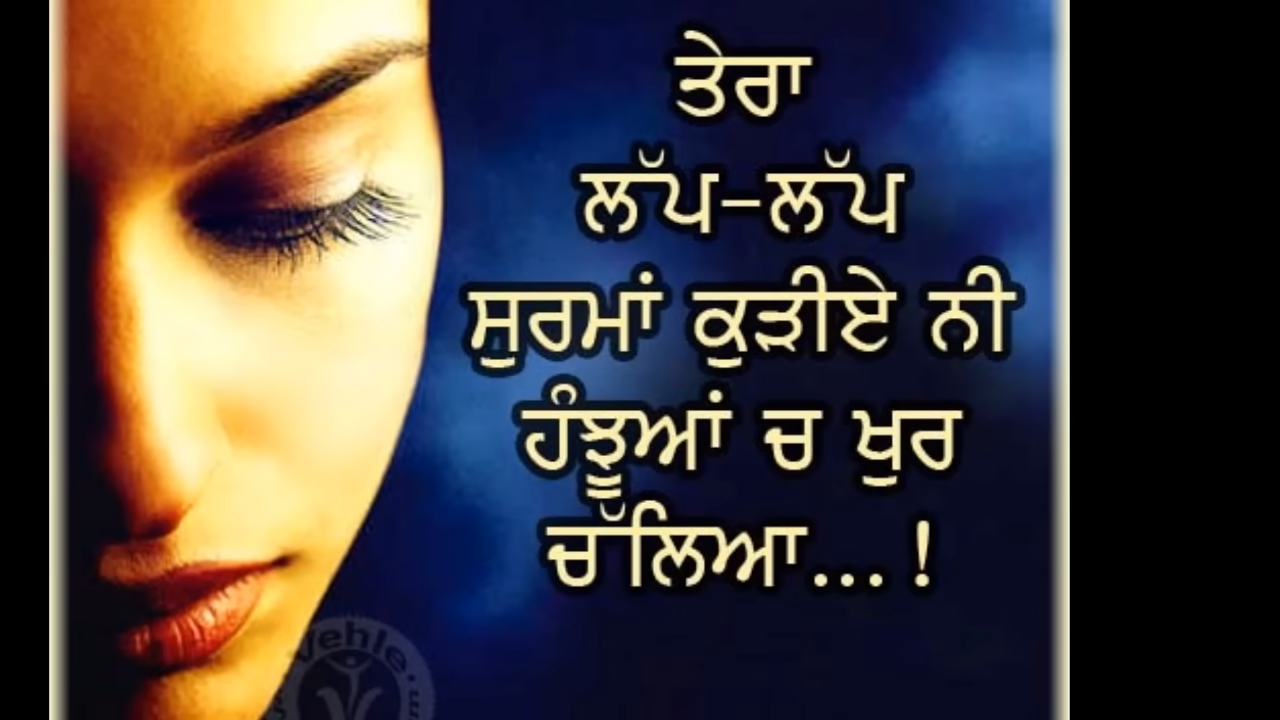 ਤੇਰਾ
ਲੱਪ-ਲੱਪ
ਸੁਰਮਾਂ ਕੁੜੀਏ ਨੀ
ਹੰਝੂਆਂ ਚ ਖੁਰ
ਚੱਲਿਆ...!